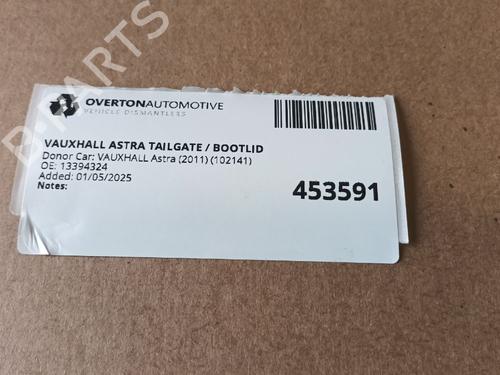 B-PARTS
OVERTONAUTOMOTIVE
VEHICLE DISMANTLERS
VAUXHALL ASTRA TAILGATE / BOOTLID
Donor Car: VAUXHALL Astra (2011) (102141)
OE: 13394324
Added: 01/05/2025
Notes:
453591